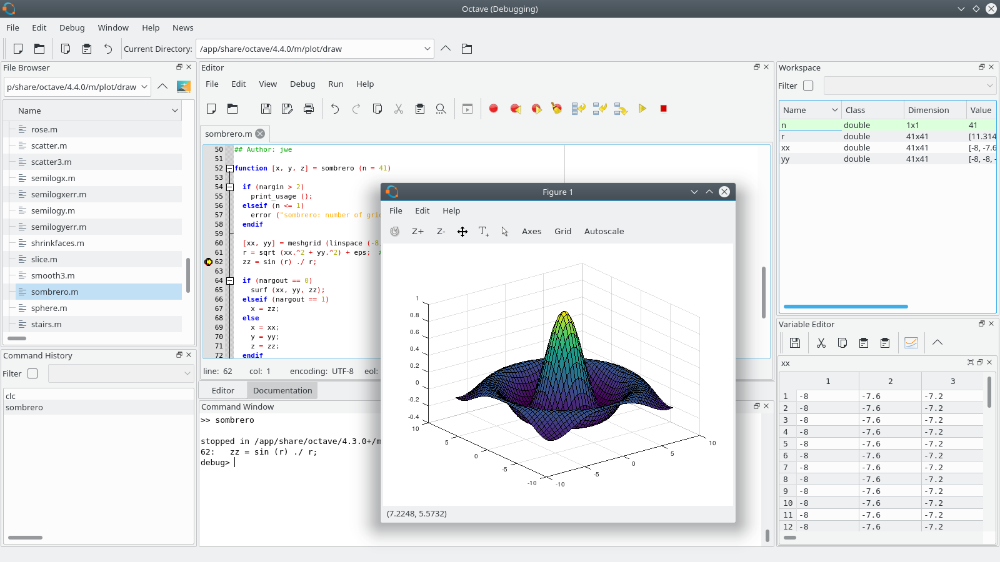 Octave (Debugging)
File Edit Debug Window Help News
Current Directory: /app/share/octave/4.4.0/m/plot/draw
File Browser
p/share/octave/4.4.0/m/plot/draw
Name
rose.m
scatter.m
scatter3.m
semilogx.m
semilogxerr.m
semilogy.m
semilogyerr.m
shrinkfaces.m
slice.m
smooth3.m
sombrero.m
sphere.m
stairs.m
Command History
Filter
clc
sombrero
Editor
File Edit View Debug Run Help
sombrero.m
50 ## Author: jwe
51
52 function [x, y, z] = sombrero (n = 41)
53
54 if (nargin > 2)
55 print_usage ();
56 elseif (n <= 1)
57 error ("sombrero: number of gri
58 endif
59
60 [xx, yy] = meshgrid (linspace (-8
61 r = sqrt (xx.^2 + yy.^2) + eps; #
62 zz = sin (r) ./ r;
63
64 if (nargout == 0)
65 surf (xx, yy, zz);
66 elseif (nargout == 1)
67 x = zz;
68 else
69 x = xx;
70 y = yy;
71 z = zz;
72 endif
line: 62 col: 1 encoding: UTF-8 eol:
Editor Documentation
Command Window
>> sombrero
stopped in /app/share/octave/4.3.0+/m
62: zz = sin (r) ./ r;
debug>
Figure 1
File Edit Help
Z+ Z- T+ Axes Grid Autoscale
1
0.8
0.6
0.4
0.2
0
-0.2
-0.4
10
5
0
-5
-10
-10
-5
0
5
10
(7.2248, 5.5732)
Workspace
Filter
Name Class Dimension Value
n double 1x1 41
r double 41x41 [11.314
xx double 41x41 [-8, -7.6
yy double 41x41 [-8, -8, -
Variable Editor
xx
1 2 3
1 -8 -7.6 -7.2
2 -8 -7.6 -7.2
3 -8 -7.6 -7.2
4 -8 -7.6 -7.2
5 -8 -7.6 -7.2
6 -8 -7.6 -7.2
7 -8 -7.6 -7.2
8 -8 -7.6 -7.2
9 -8 -7.6 -7.2
10 -8 -7.6 -7.2
11 -8 -7.6 -7.2
12 -8 -7.6 -7.2